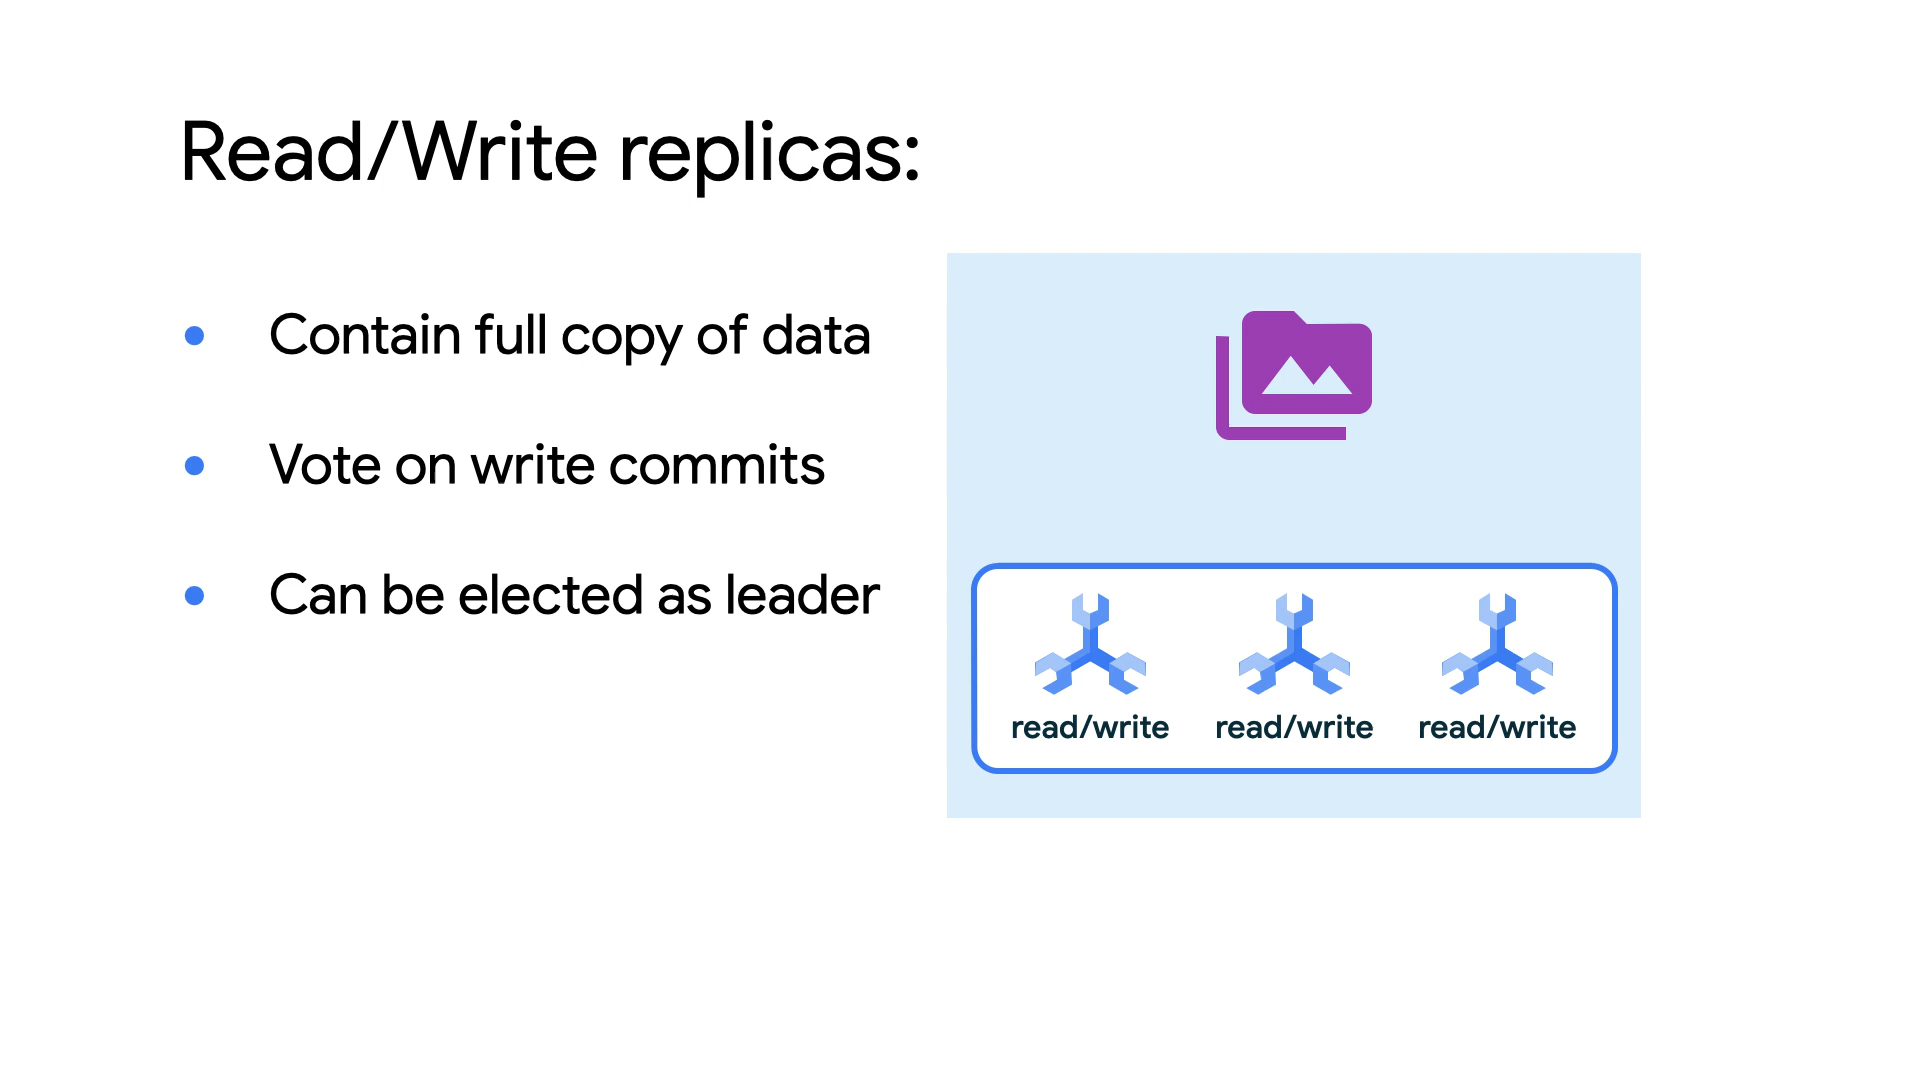 Read/Write replicas:
Contain full copy of data
Vote on write commits
Can be elected as leader
read/write read/write read/write